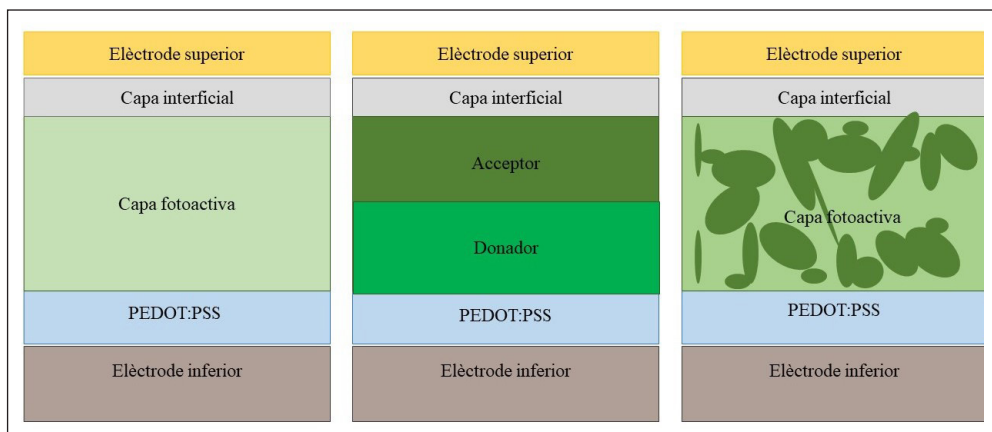 Elèctrode superior
Capa interficial
Capa fotoactiva
PEDOT:PSS
Elèctrode inferior
Elèctrode superior
Capa interficial
Acceptor
Donador
PEDOT:PSS
Elèctrode inferior
Elèctrode superior
Capa interficial
Capa fotoactiva
PEDOT:PSS
Elèctrode inferior